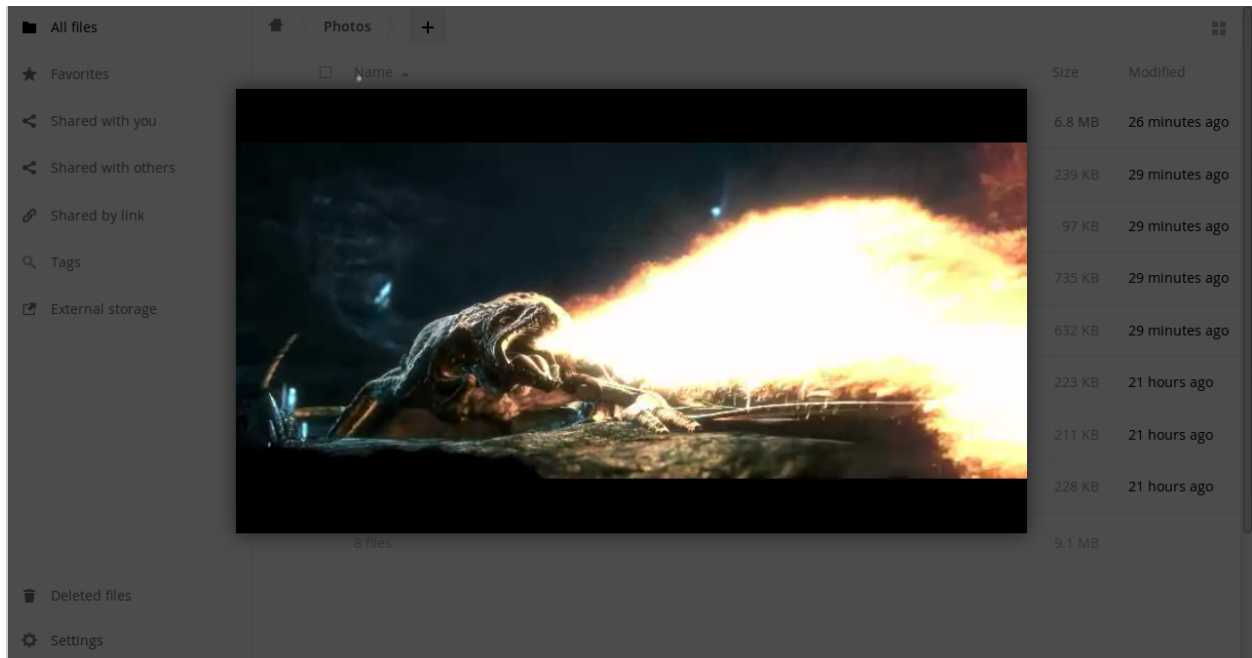 All files
Favorites
Shared with you
Shared with others
Shared by link
Tags
External storage
Deleted files
Settings
Photos
+
Name
Size Modified
6.8 MB 26 minutes ago
239 KB 29 minutes ago
97 KB 29 minutes ago
735 KB 29 minutes ago
632 KB 29 minutes ago
223 KB 21 hours ago
211 KB 21 hours ago
228 KB 21 hours ago
8 files 9.1 MB